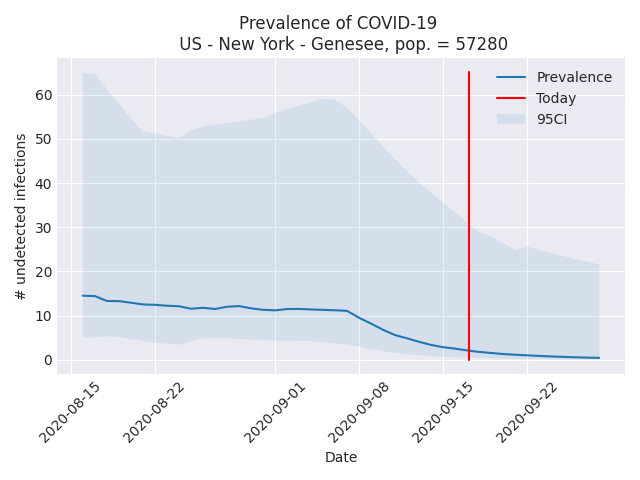 Prevalence of COVID-19
US - New York - Genesee, pop. = 57280
Prevalence
Today
95CI
# undetected infections
60
50
40
30
20
10
0
2020-08-15
2020-08-22
2020-09-01
2020-09-08
2020-09-15
2020-09-22
Date